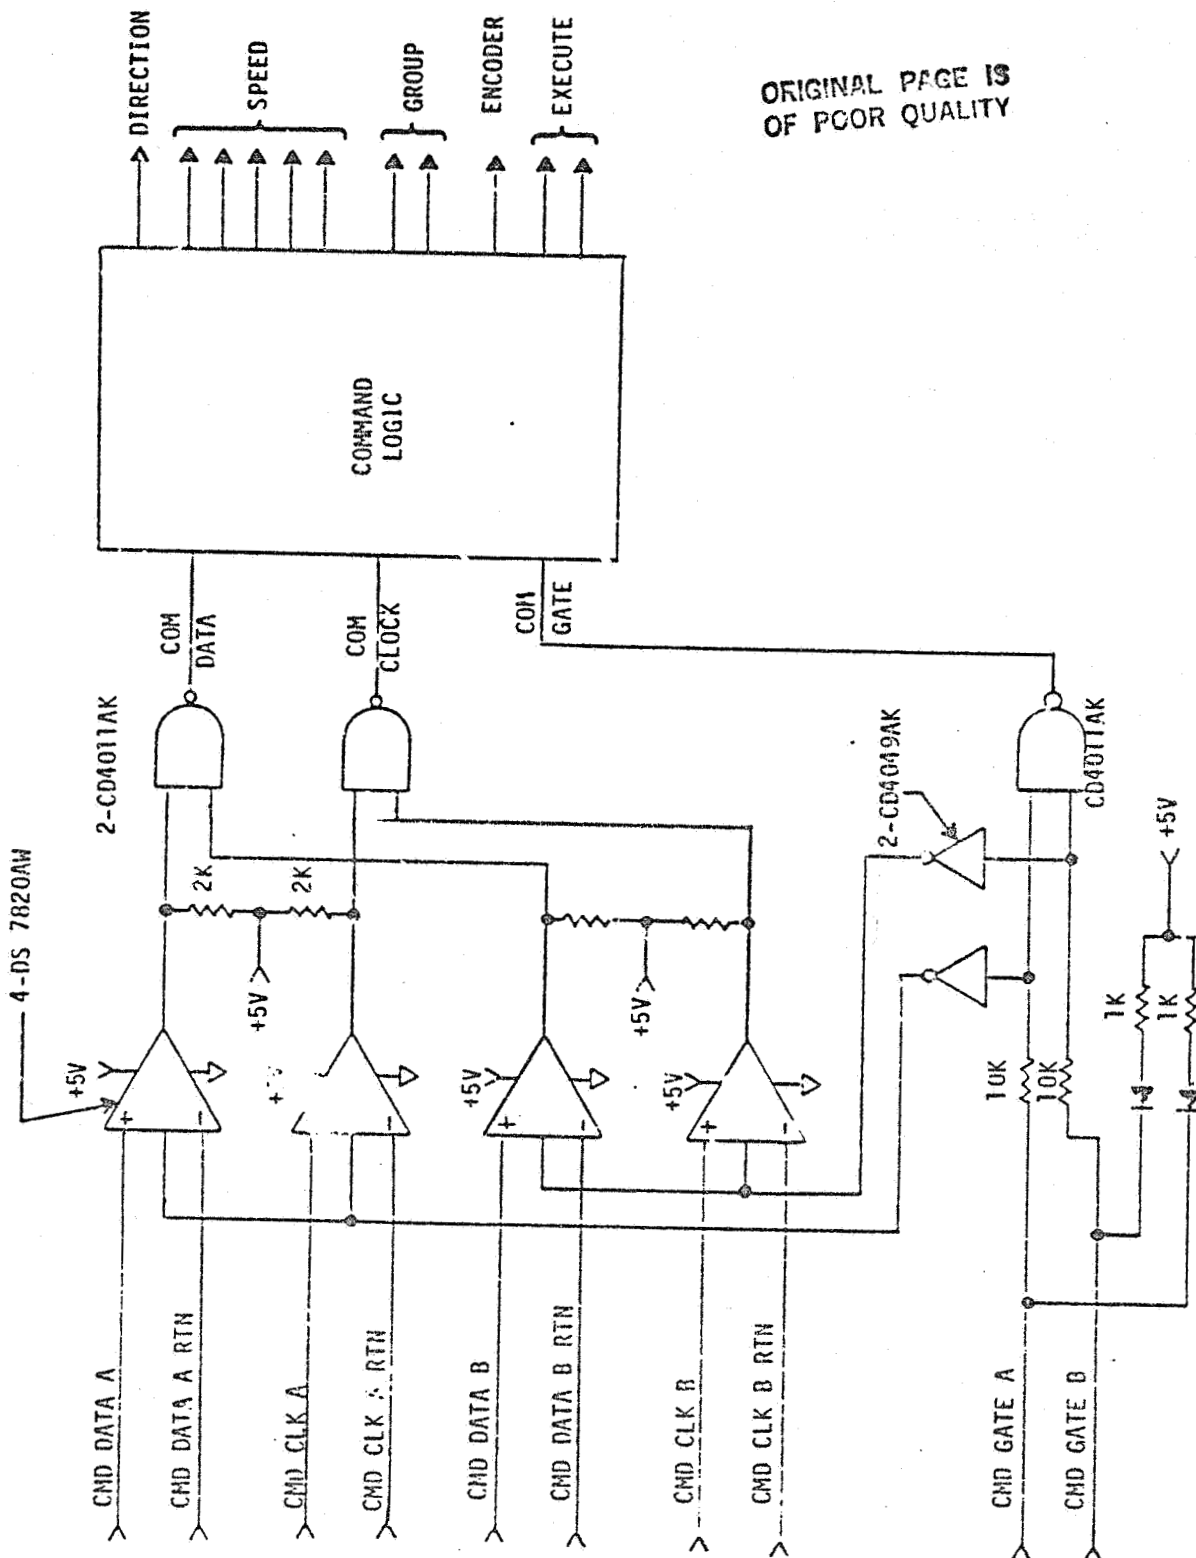 ORIGINAL PAGE IS
OF POOR QUALITY
DIRECTION
SPEED
GROUP
ENCODER
EXECUTE
COMMAND
LOGIC
COM
DATA
COM
CLOCK
COM
GATE
2-CD4011AK
2-CD4049AK
CD4011AK
4-DS 7820AW
2K
2K
+5V
+5V
+5V
+5V
+5V
+5V
10K
10K
1K
1K
+
-
-
+
-
+
-
CMD DATA A
CMD DATA A RTN
CMD CLK A
CMD CLK A RTN
CMD DATA B
CMD DATA B RTN
CMD CLK B
CMD CLK B RTN
CMD GATE A
CMD GATE B